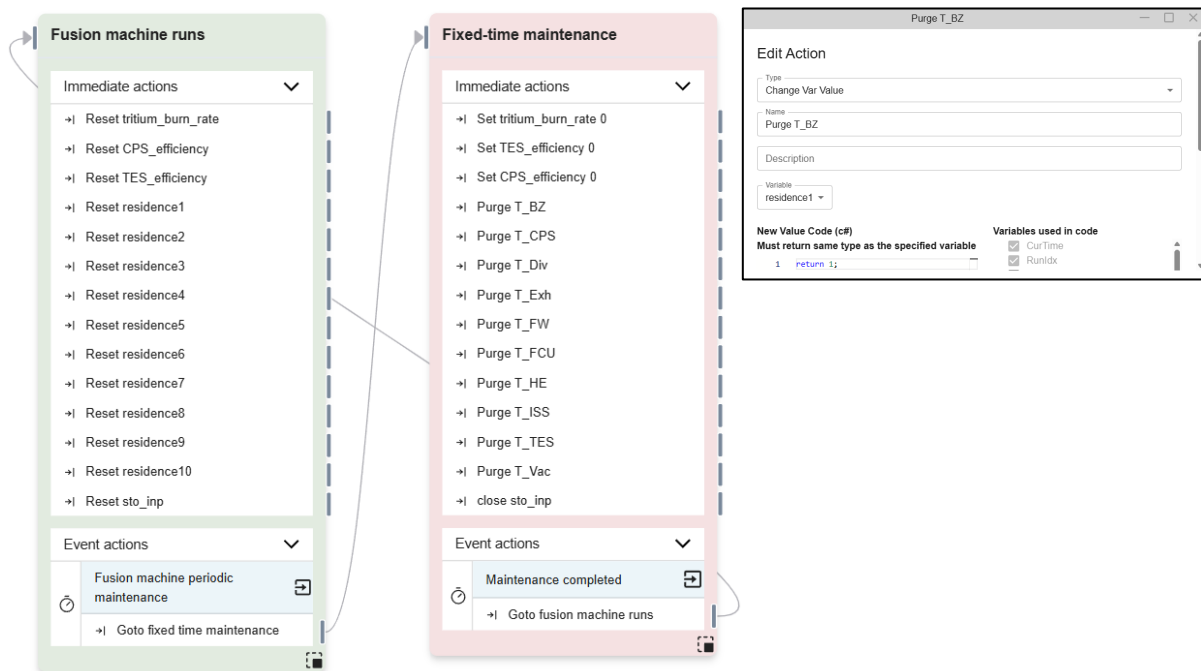 Fusion machine runs
Immediate actions
Reset tritium_burn_rate
Reset CPS_efficiency
Reset TES_efficiency
Reset residence1
Reset residence2
Reset residence3
Reset residence4
Reset residence5
Reset residence6
Reset residence7
Reset residence8
Reset residence9
Reset residence10
Reset sto_inp
Event actions
Fusion machine periodic
maintenance
Goto fixed time maintenance
Fixed-time maintenance
Immediate actions
Set tritium_burn_rate 0
Set TES_efficiency 0
Set CPS_efficiency 0
Purge T_BZ
Purge T_CPS
Purge T_Div
Purge T_Exh
Purge T_FW
Purge T_FCU
Purge T_HE
Purge T_ISS
Purge T_TES
Purge T_Vac
close sto_inp
Event actions
Maintenance completed
Goto fusion machine runs
Purge T_BZ
Edit Action
Type
Change Var Value
Name
Purge T_BZ
Description
Variable
residence1
New Value Code (c#)
Must return same type as the specified variable
1 return 1;
Variables used in code
CurTime
RunIdx